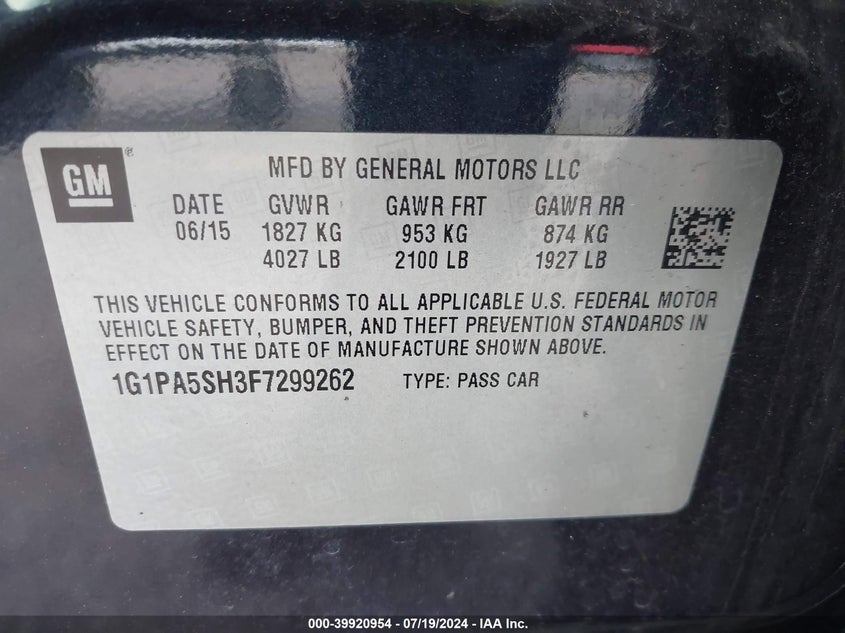 GM®
MFD BY GENERAL MOTORS LLC
DATE GVWR GAWR FRT GAWR RR
06/15 1827 KG 953 KG 874 KG
4027 LB 2100 LB 1927 LB
THIS VEHICLE CONFORMS TO ALL APPLICABLE U.S. FEDERAL MOTOR
VEHICLE SAFETY, BUMPER, AND THEFT PREVENTION STANDARDS IN
EFFECT ON THE DATE OF MANUFACTURE SHOWN ABOVE.
1G1PA5SH3F7299262 TYPE: PASS CAR
000-39920954 - 07/19/2024 - IAA Inc.